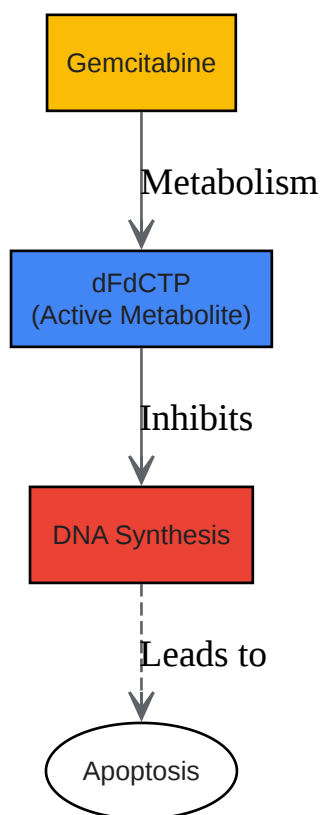 Gemcitabine
Metabolism
dFdCTP
(Active Metabolite)
Inhibits
DNA Synthesis
Leads to
Apoptosis